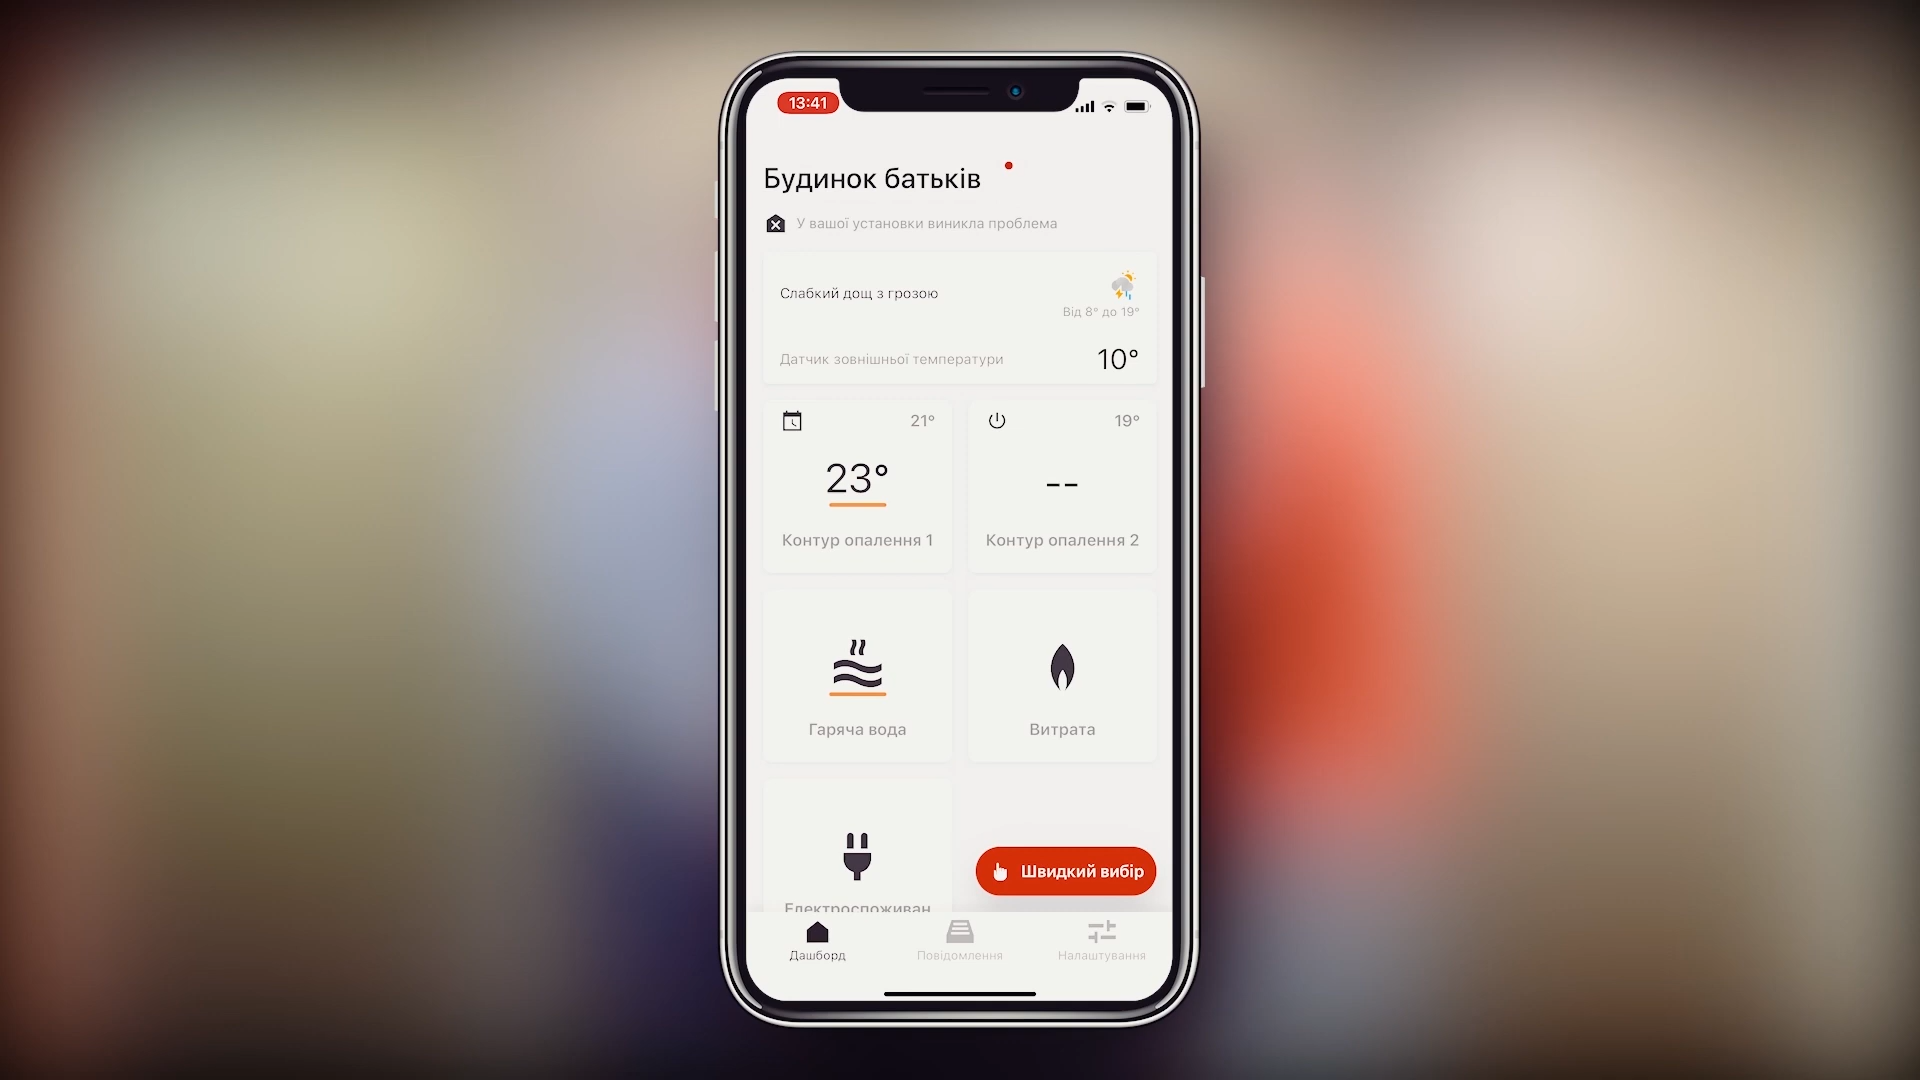 13:41
Будинок батьків
У вашої установки виникла проблема
Слабкий дощ з грозою
Від 8° до 19°
Датчик зовнішньої температури
10°
21°
19°
23°
--
Контур опалення 1
Контур опалення 2
Гаряча вода
Витрата
Швидкий вибір
Електроспоживан
Дашборд
Повідомлення
Налаштування